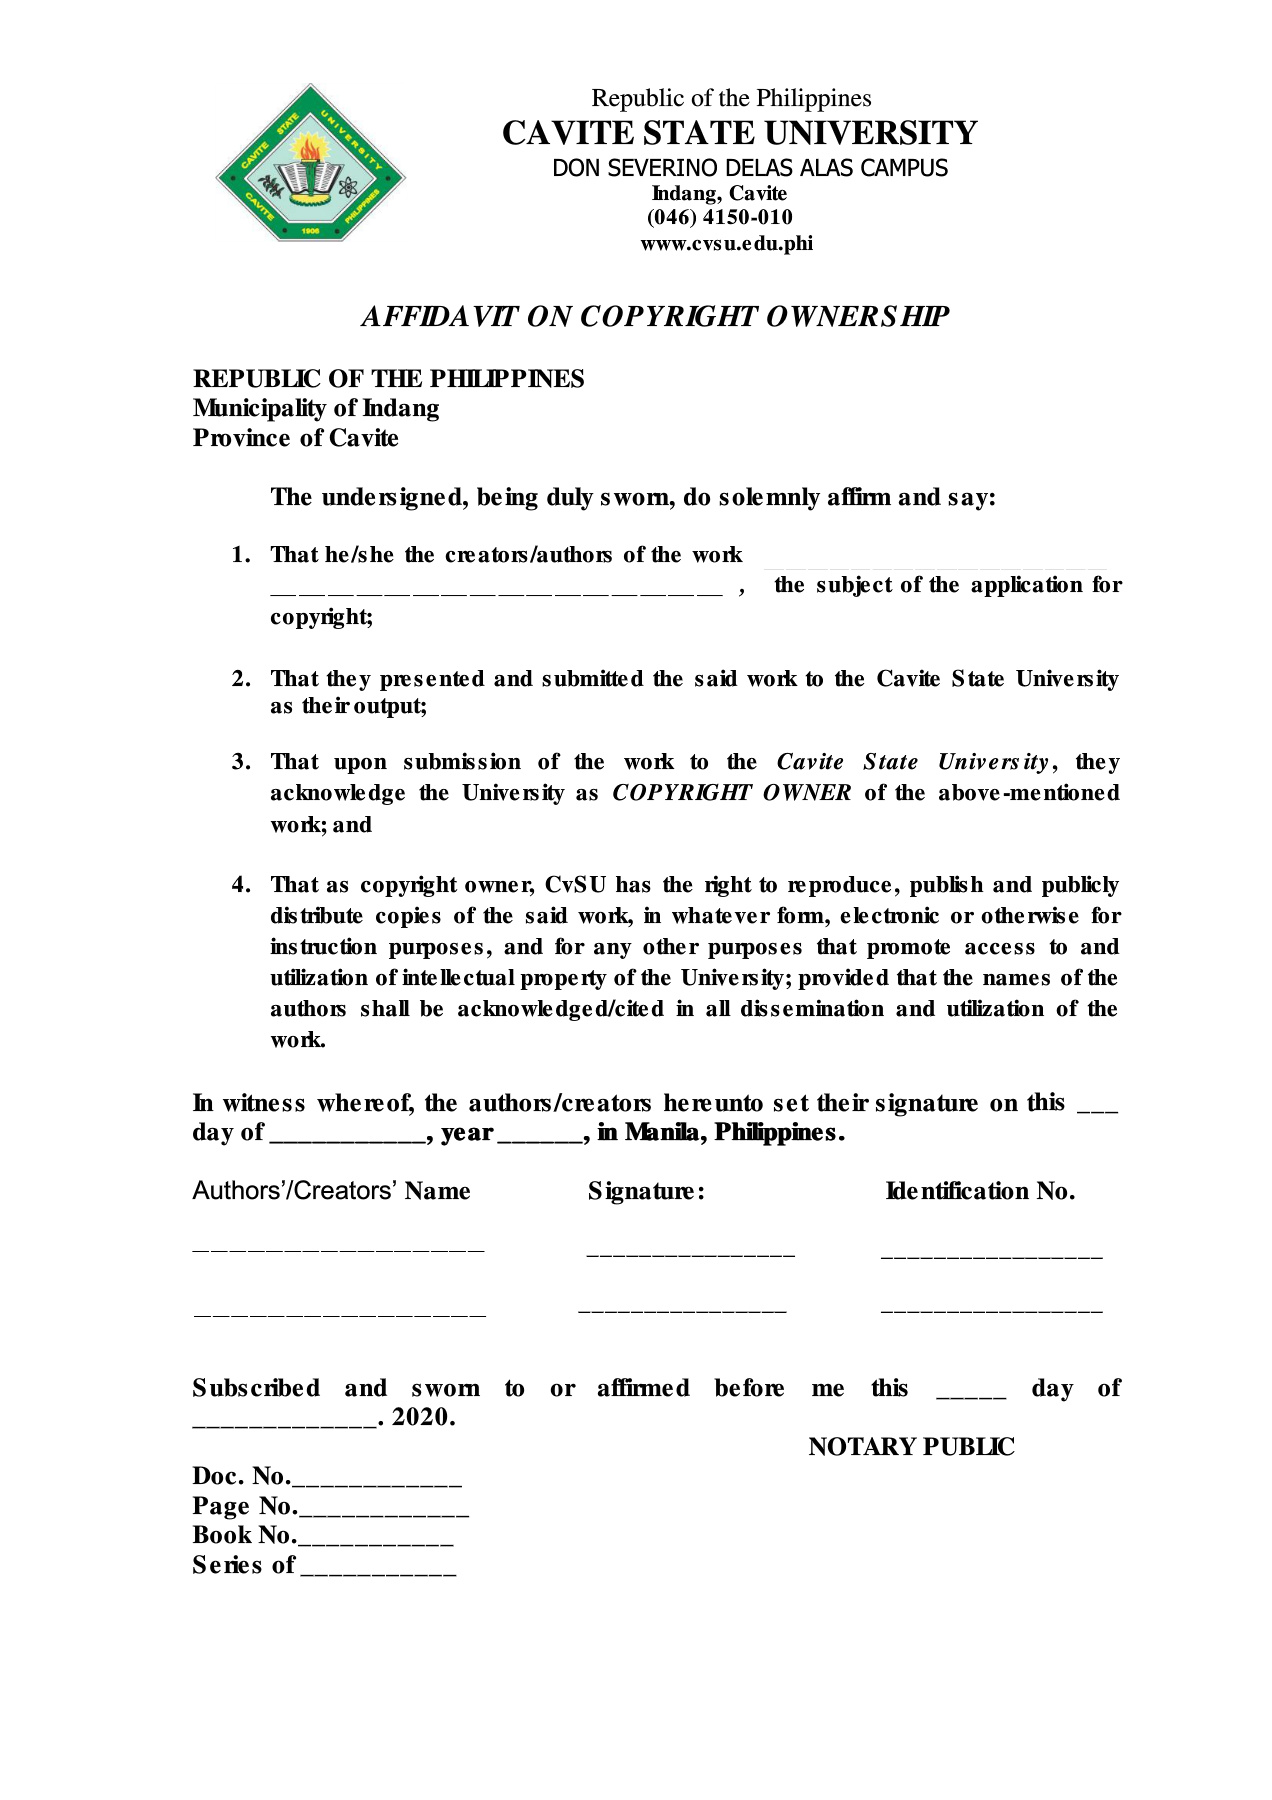 CAVITE STATE UNIVERSITY
CAVITE PHILIPPINES
1906
Republic of the Philippines
CAVITE STATE UNIVERSITY
DON SEVERINO DELAS ALAS CAMPUS
Indang, Cavite
(046) 4150-010
www.cvsu.edu.phi
AFFIDAVIT ON COPYRIGHT OWNERSHIP
REPUBLIC OF THE PHILIPPINES
Municipality of Indang
Province of Cavite
The undersigned, being duly sworn, do solemnly affirm and say:
1. That he/she the creators/authors of the work ________________________
________________________________ , the subject of the application for
copyright;
2. That they presented and submitted the said work to the Cavite State University
as their output;
3. That upon submission of the work to the Cavite State University, they
acknowledge the University as COPYRIGHT OWNER of the above-mentioned
work; and
4. That as copyright owner, CvSU has the right to reproduce, publish and publicly
distribute copies of the said work, in whatever form, electronic or otherwise for
instruction purposes, and for any other purposes that promote access to and
utilization of intellectual property of the University; provided that the names of the
authors shall be acknowledged/cited in all dissemination and utilization of the
work.
In witness whereof, the authors/creators hereunto set their signature on this ___
day of ___________, year ______, in Manila, Philippines.
Authors’/Creators’ Name Signature: Identification No.
________________ ________________ _________________
________________ ________________ _________________
Subscribed and sworn to or affirmed before me this _____ day of
_____________. 2020.
NOTARY PUBLIC
Doc. No.____________
Page No.____________
Book No.___________
Series of ___________